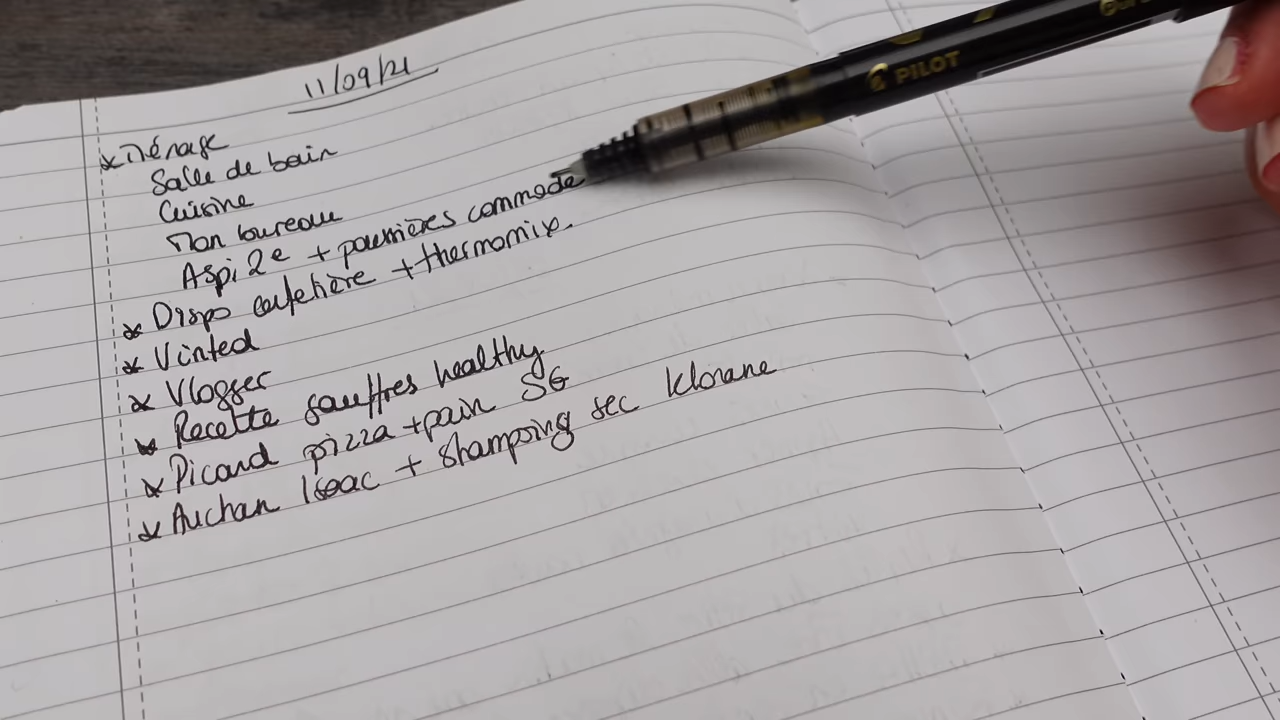 11/09/21
* Ménage
Salle de bain
Cuisine
Mon bureau
Aspi 2e + poussières commode
* Dispo cafetière + thermomix.
* Vinted
* Vlogger
* Recette gauffres healthy
* Picard pizza + pain SG
* Auchan + shampoing sec Klorane
PILOT